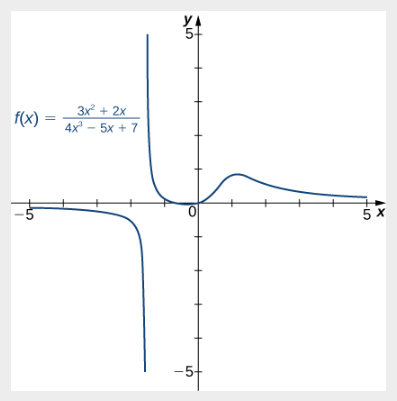 y
5
f(x) = 3x² + 2x / 4x³ − 5x + 7
−5 0 5 x
−5